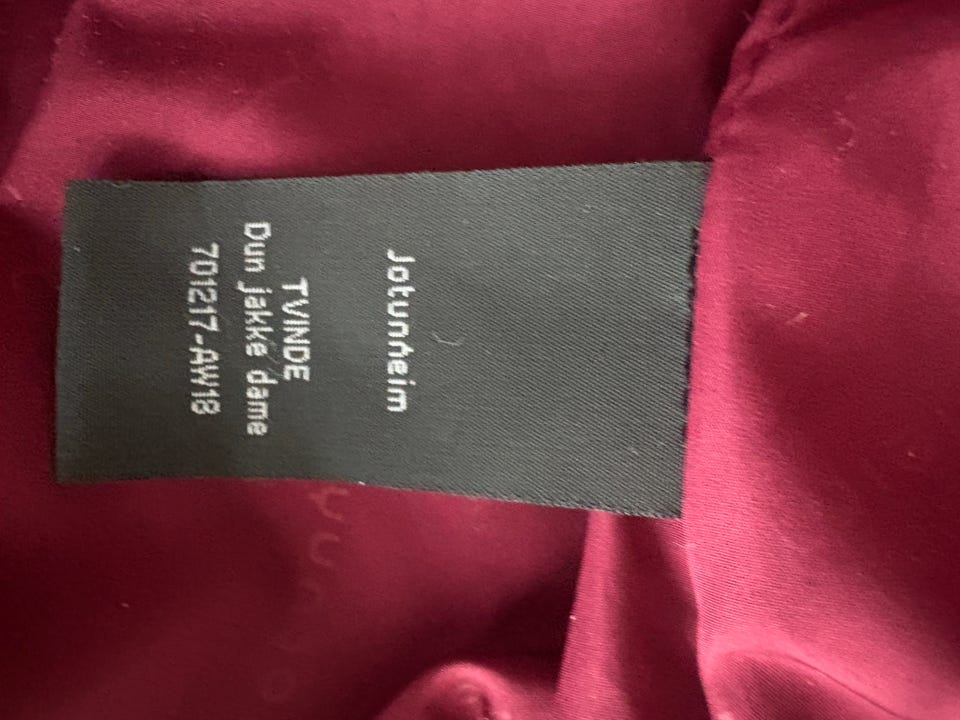 Jotunheim
TVINDE
Dun jakke dame
701217-AW18